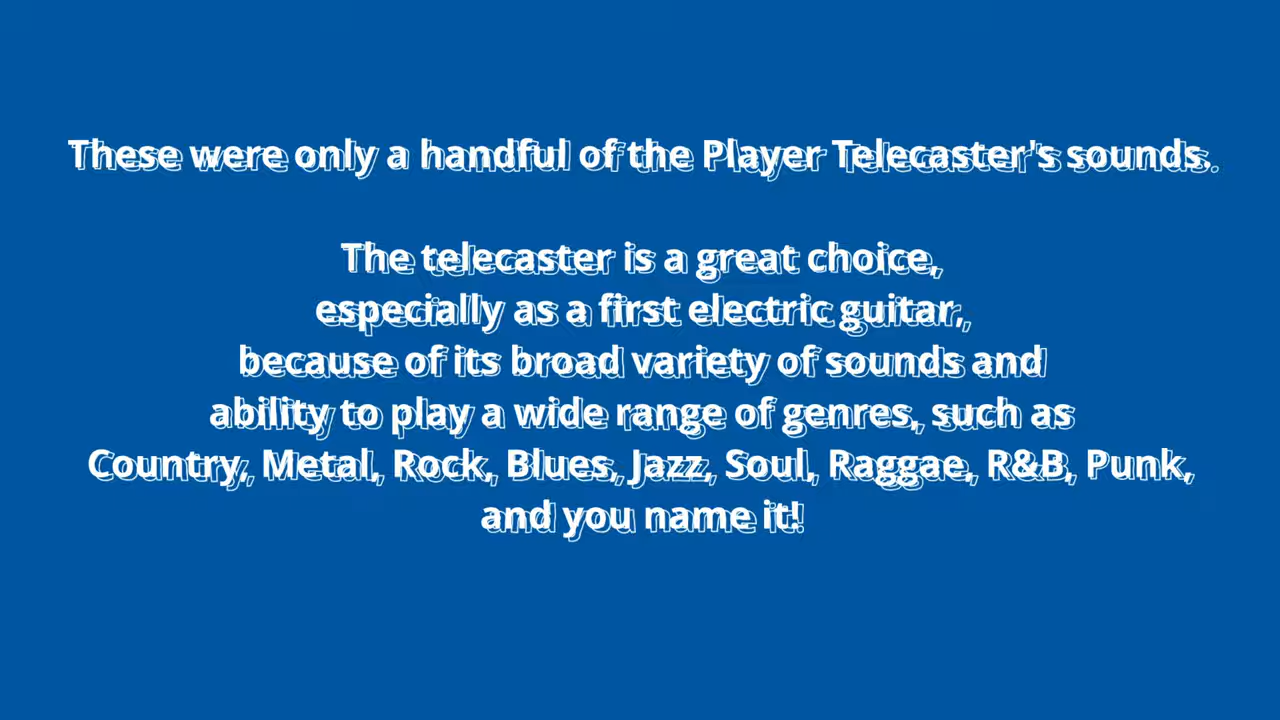 These were only a handful of the Player Telecaster's sounds.
The telecaster is a great choice,
especially as a first electric guitar,
because of its broad variety of sounds and
ability to play a wide range of genres, such as
Country, Metal, Rock, Blues, Jazz, Soul, Raggae, R&B, Punk,
and you name it!